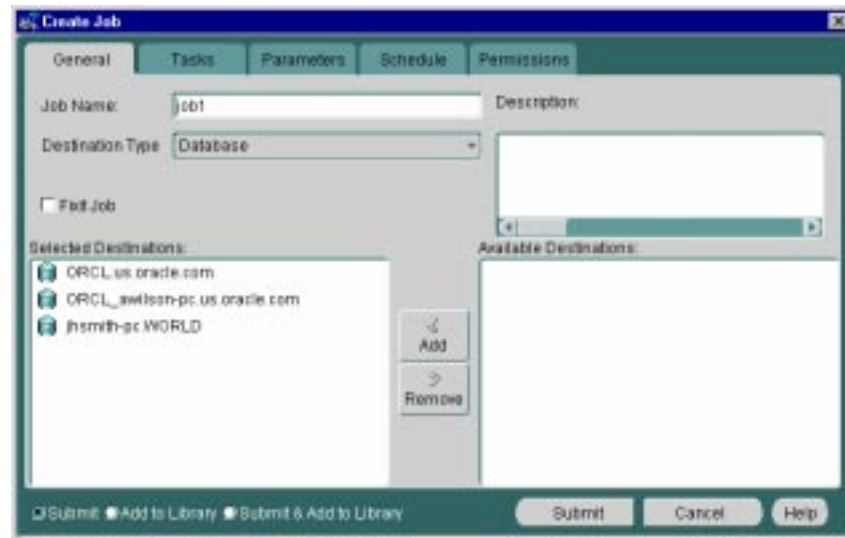 Create Job
General Tasks Parameters Schedule Permissions
Job Name: job1 Description:
Destination Type Database
Fixit Job
Selected Destinations: Available Destinations:
ORCL.us.oracle.com
ORCL_awilson-pc.us.oracle.com
jhsmith-pc.WORLD
Add
Remove
Submit Add to Library Submit & Add to Library Submit Cancel Help